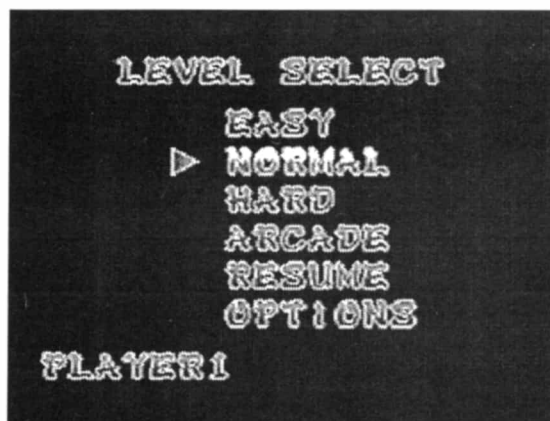 LEVEL SELECT
EASY
NORMAL
HARD
ARCADE
RESUME
OPTIONS
PLAYER1